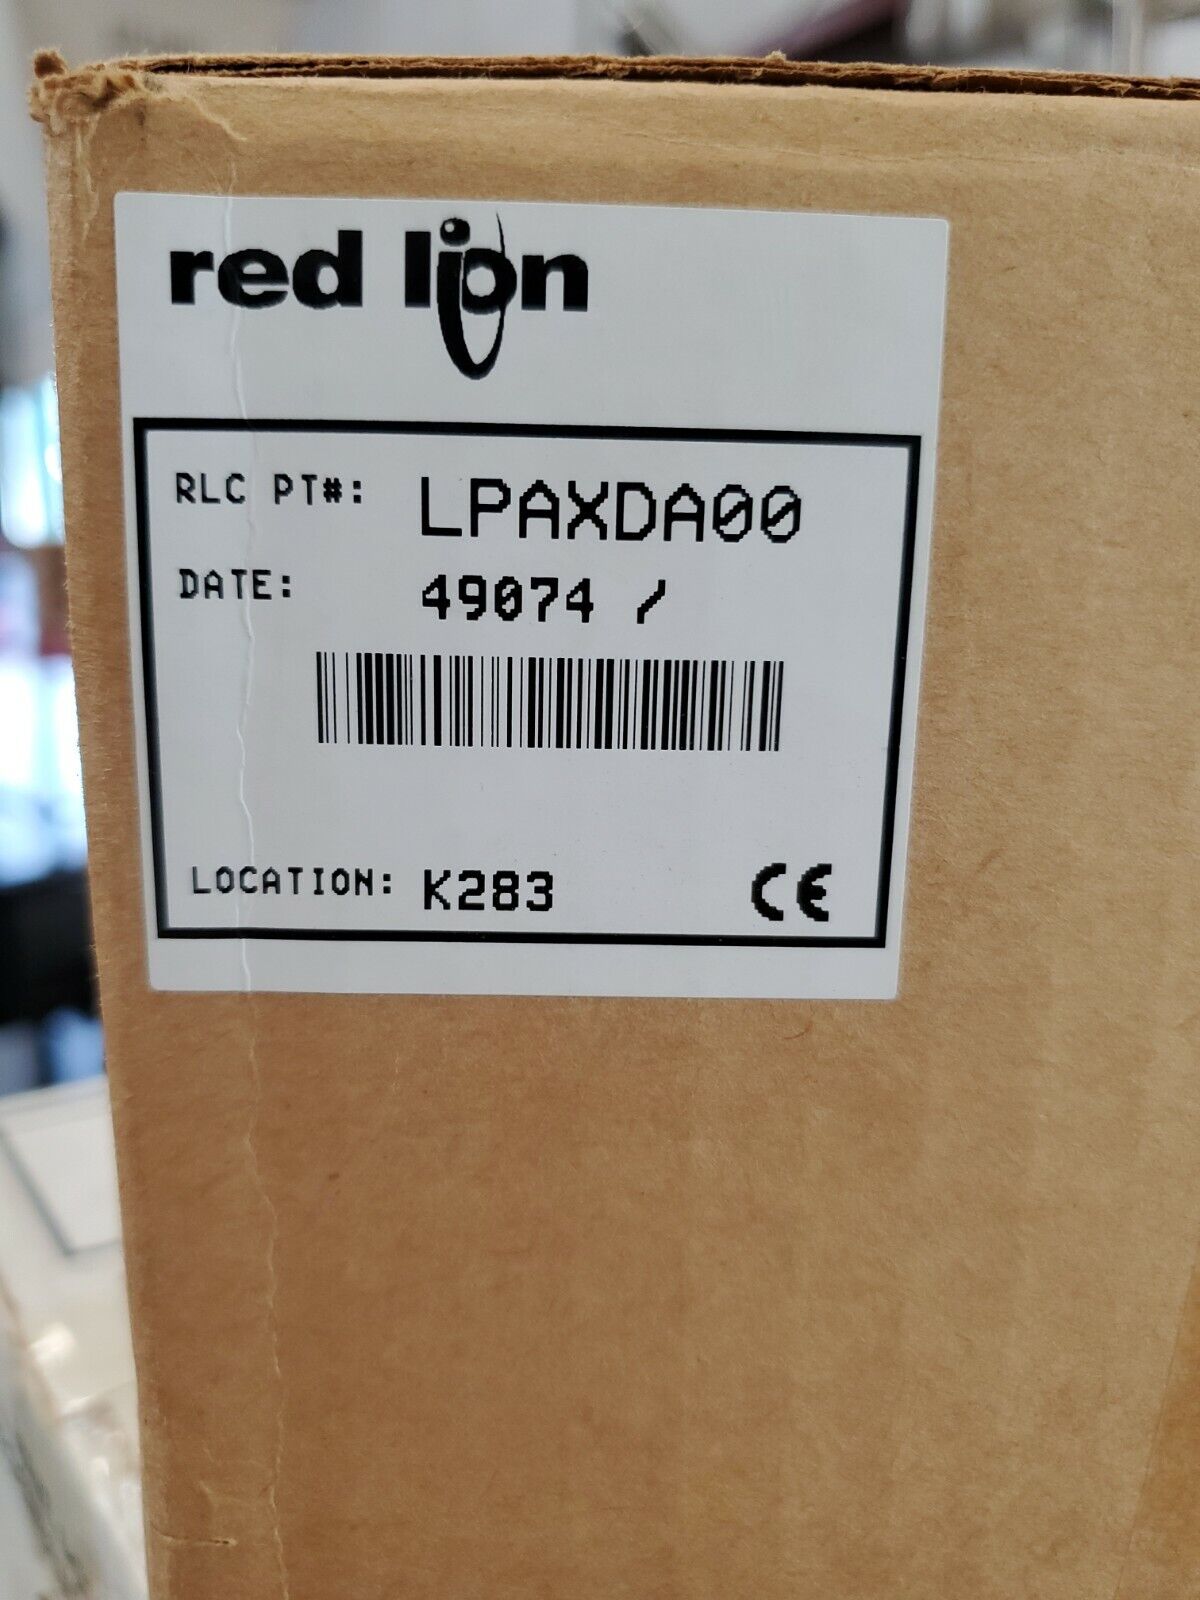 red lion
RLC PT#: LPAXDA00
DATE: 49074 /
LOCATION: K283 CE